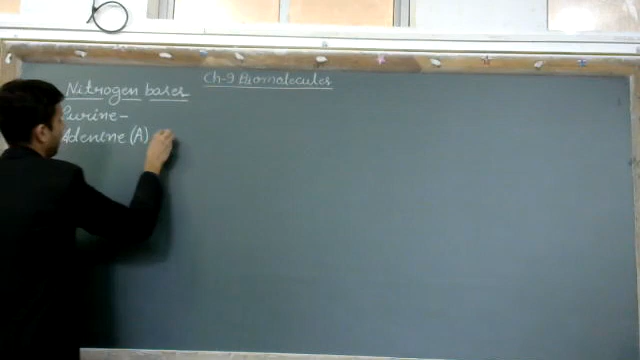 Ch-9 Biomolecules
Nitrogen bases
Purine -
Adenine (A)